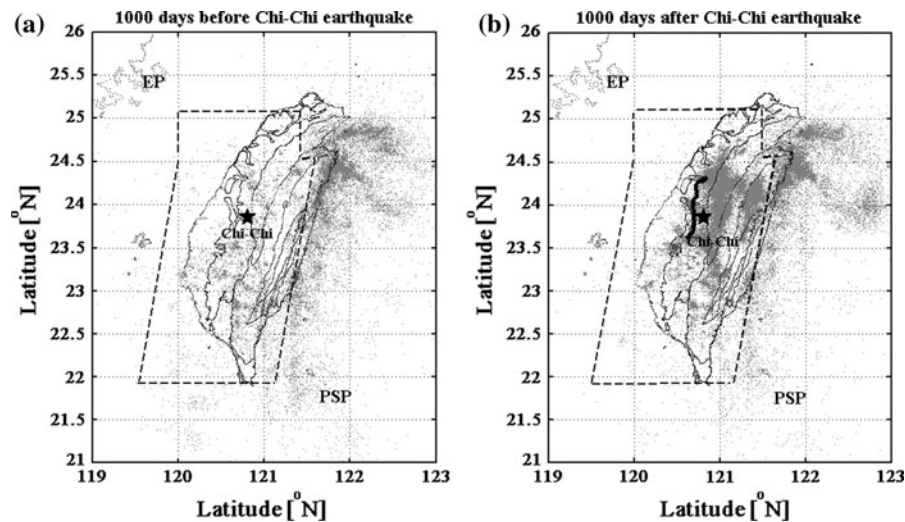 (a) 1000 days before Chi-Chi earthquake
26
25.5
25
24.5
24
23.5
23
22.5
22
21.5
21
EP
Chi-Chi
PSP
119 120 121 122 123
Latitude [°N]
Latitude [°N]
(b) 1000 days after Chi-Chi earthquake
26
25.5
25
24.5
24
23.5
23
22.5
22
21.5
21
EP
Chi-Chi
PSP
119 120 121 122 123
Latitude [°N]
Latitude [°N]